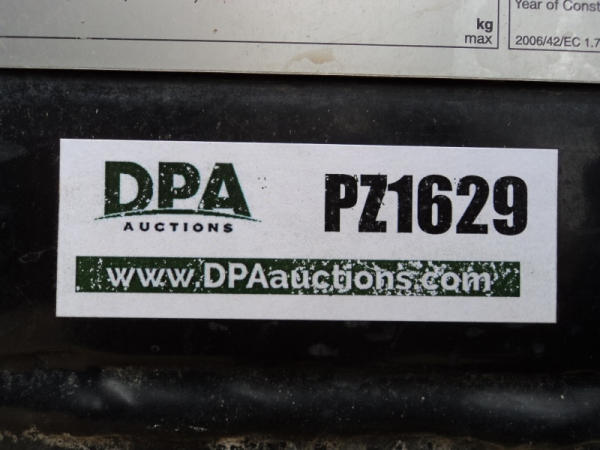 Year of Const
kg
max
2006/42/EC 1.7
DPA
AUCTIONS
PZ1629
www.DPAauctions.com